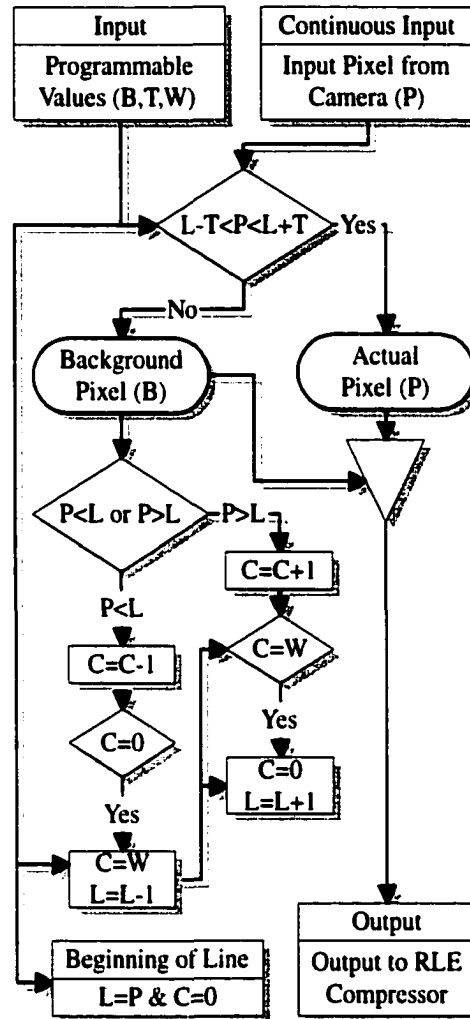 Input
Programmable
Values (B,T,W)
Continuous Input
Input Pixel from
Camera (P)
L-T<P<L+T
Yes
No
Background
Pixel (B)
Actual
Pixel (P)
P<L or P>L
P>L
C=C+1
P<L
C=C-1
C=W
C=0
Yes
C=0
L=L+1
Yes
C=W
L=L-1
Beginning of Line
L=P & C=0
Output
Output to RLE
Compressor